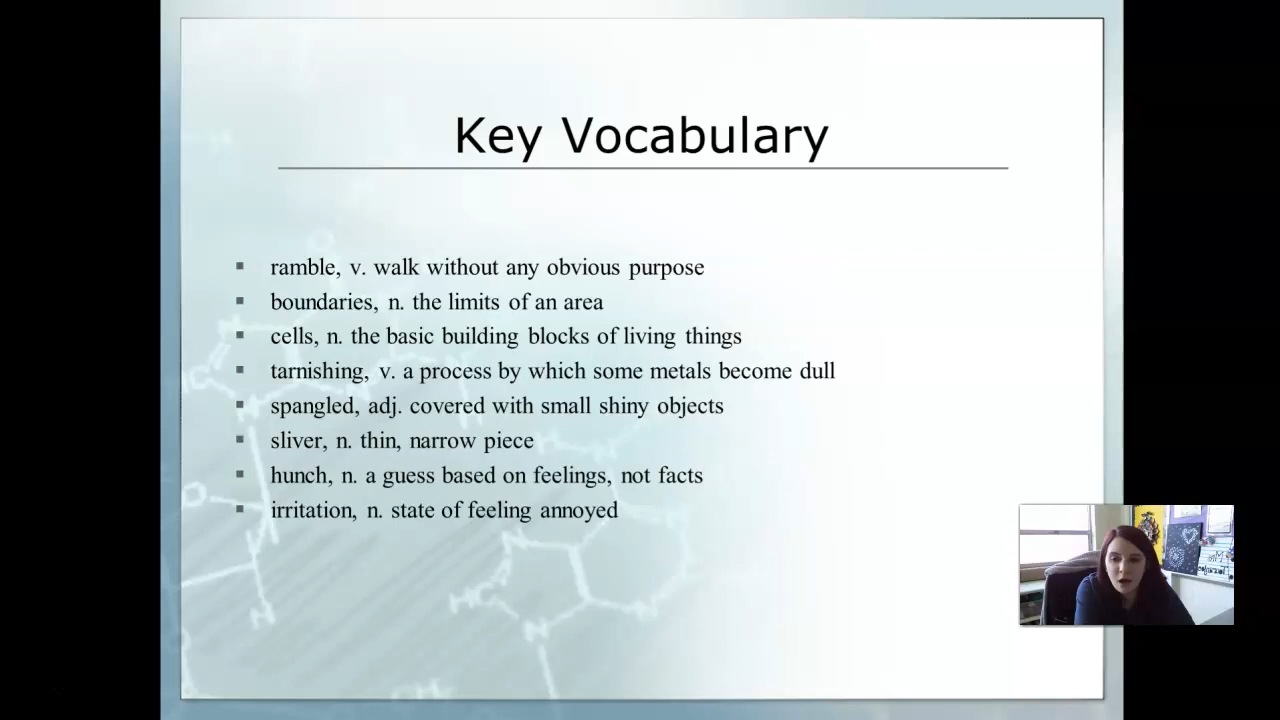 Key Vocabulary
ramble, v. walk without any obvious purpose
boundaries, n. the limits of an area
cells, n. the basic building blocks of living things
tarnishing, v. a process by which some metals become dull
spangled, adj. covered with small shiny objects
sliver, n. thin, narrow piece
hunch, n. a guess based on feelings, not facts
irritation, n. state of feeling annoyed